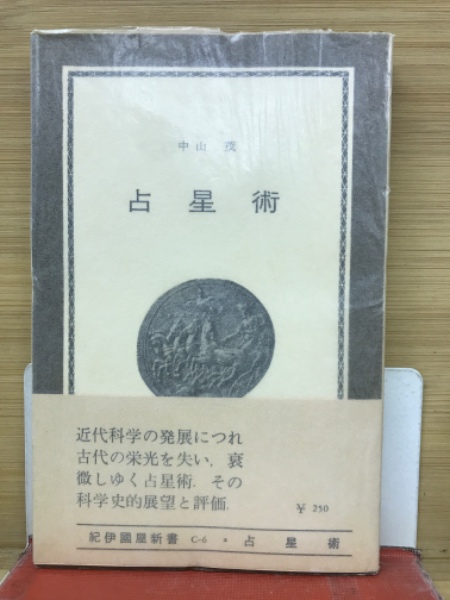 中山 茂
占星術
近代科学の発展につれ
古代の栄光を失い、衰
微しゆく占星術. その
科学史的展望と評価.
¥ 250
紀伊國屋新書 C-6 * 占星術